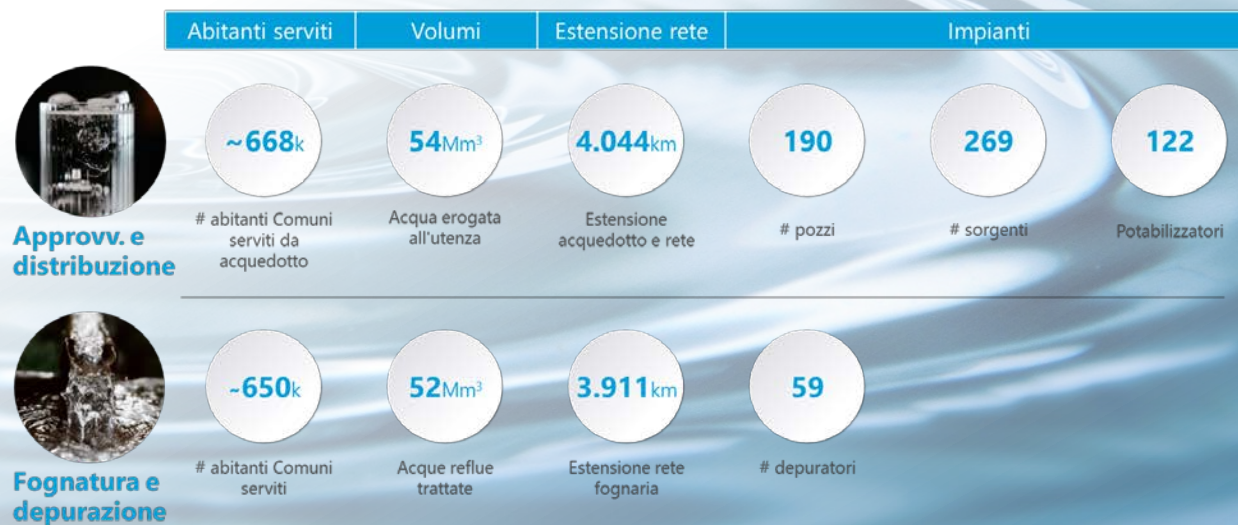 Abitanti serviti
Volumi
Estensione rete
Impianti
~668k
54Mm³
4.044km
190
269
122
Approvv. e
distribuzione
# abitanti Comuni
serviti da
acquedotto
Acqua erogata
all'utenza
Estensione
acquedotto e rete
# pozzi
# sorgenti
Potabilizzatori
~650k
52Mm³
3.911km
59
Fognatura e
depurazione
# abitanti Comuni
serviti
Acque reflue
trattate
Estensione rete
fognaria
# depuratori